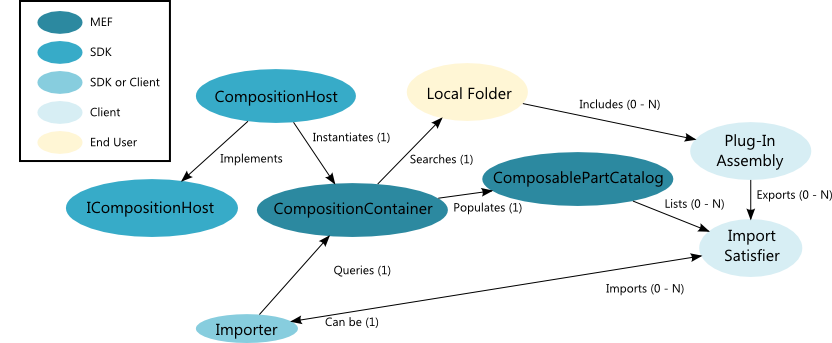 MEF
SDK
SDK or Client
Client
End User
CompositionHost
Local Folder
Includes (0 - N)
Instantiates (1)
Plug-In
Assembly
Implements
Searches (1)
ComposablePartCatalog
Exports (0 - N)
ICompositionHost
CompositionContainer
Populates (1)
Lists (0 - N)
Import
Satisfier
Queries (1)
Imports (0 - N)
Importer
Can be (1)